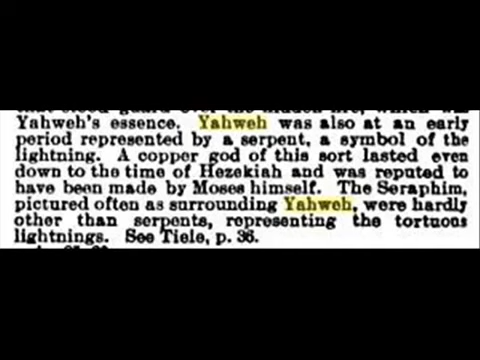 Yahweh's essence. Yahweh was also at an early
period represented by a serpent, a symbol of the
lightning. A copper god of this sort lasted even
down to the time of Hezekiah and was reputed to
have been made by Moses himself. The Seraphim,
pictured often as surrounding Yahweh, were hardly
other than serpents, representing the tortuous
lightnings. See Tiele, p. 36.